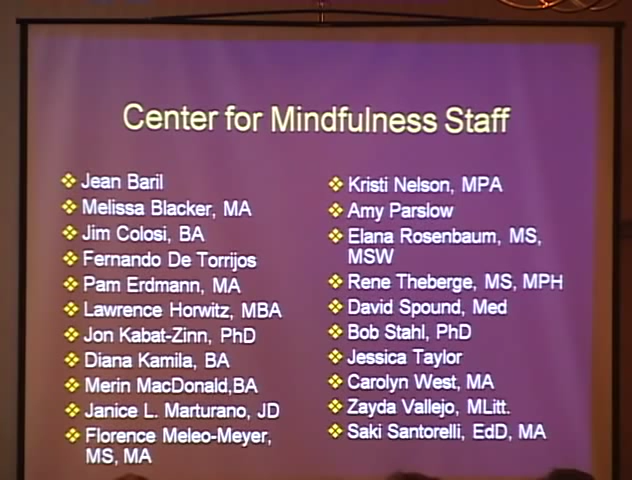 Center for Mindfulness Staff
Jean Baril
Melissa Blacker, MA
Jim Colosi, BA
Fernando De Torrijos
Pam Erdmann, MA
Lawrence Horwitz, MBA
Jon Kabat-Zinn, PhD
Diana Kamila, BA
Merin MacDonald,BA
Janice L. Marturano, JD
Florence Meleo-Meyer,
MS, MA
Kristi Nelson, MPA
Amy Parslow
Elana Rosenbaum, MS,
MSW
Rene Theberge, MS, MPH
David Spound, Med
Bob Stahl, PhD
Jessica Taylor
Carolyn West, MA
Zayda Vallejo, MLitt.
Saki Santorelli, EdD, MA